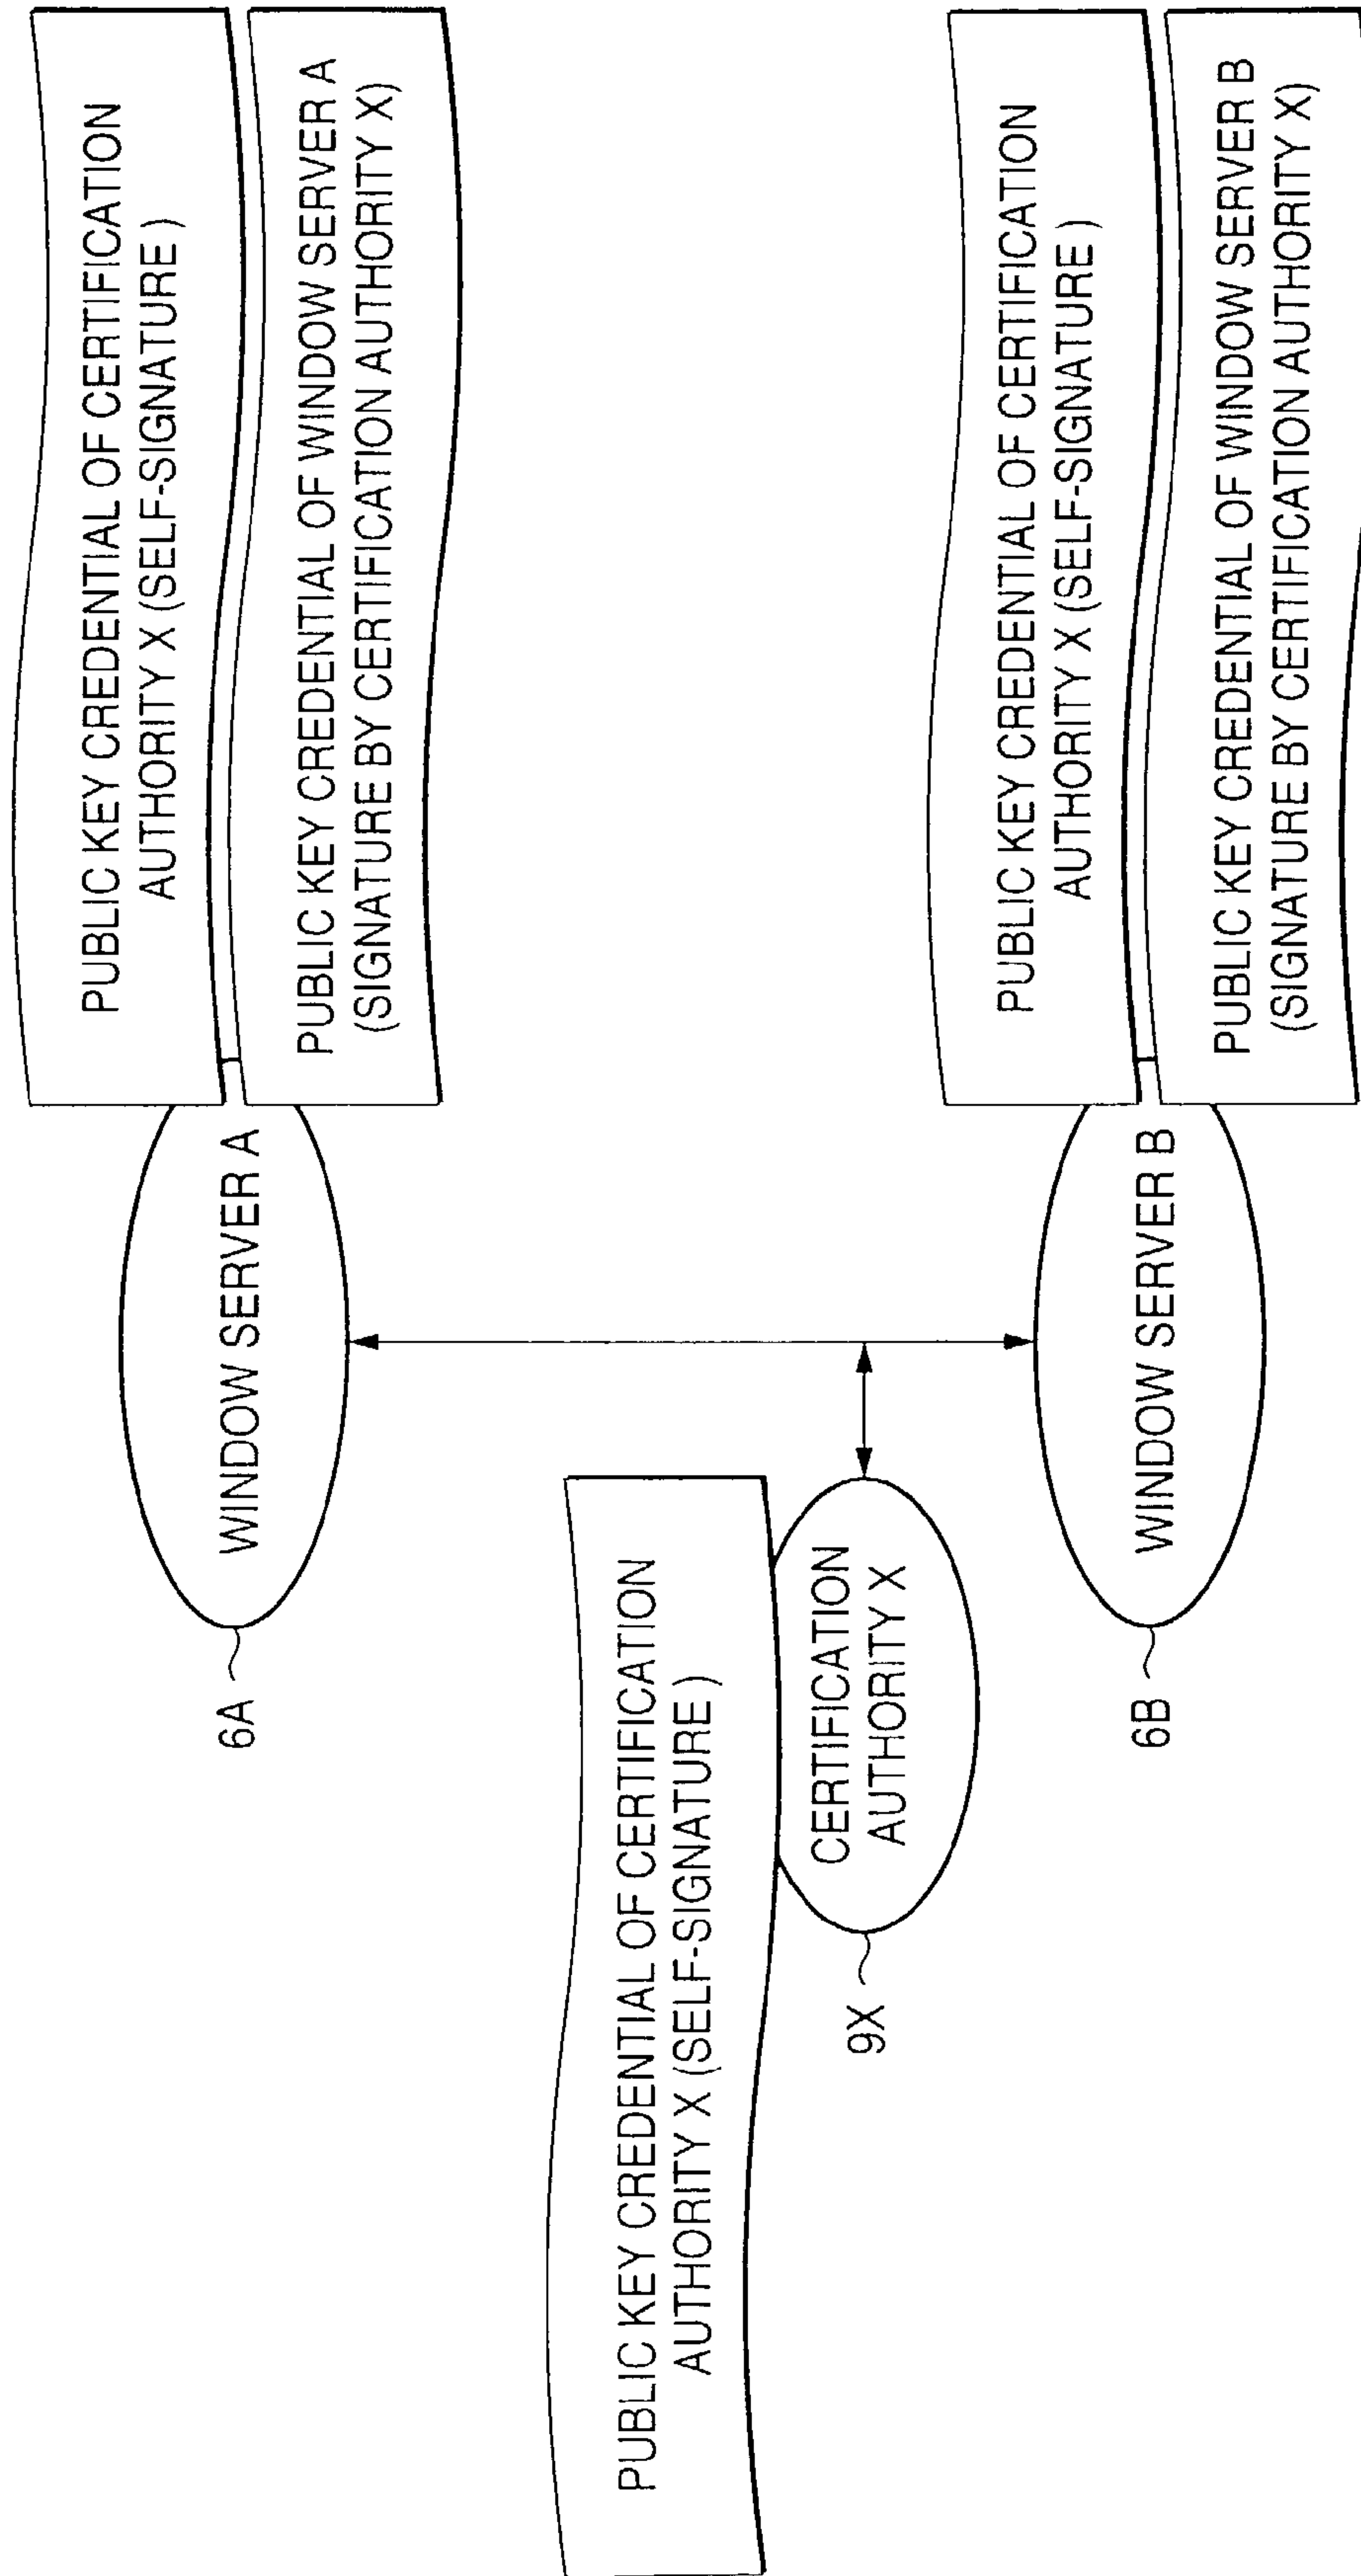 PUBLIC KEY CREDENTIAL OF CERTIFICATION
AUTHORITY X (SELF-SIGNATURE )
PUBLIC KEY CREDENTIAL OF WINDOW SERVER A
(SIGNATURE BY CERTIFICATION AUTHORITY X)
WINDOW SERVER A
6A
PUBLIC KEY CREDENTIAL OF CERTIFICATION
AUTHORITY X (SELF-SIGNATURE )
CERTIFICATION
AUTHORITY X
9X
PUBLIC KEY CREDENTIAL OF CERTIFICATION
AUTHORITY X (SELF-SIGNATURE )
PUBLIC KEY CREDENTIAL OF WINDOW SERVER B
(SIGNATURE BY CERTIFICATION AUTHORITY X)
WINDOW SERVER B
6B